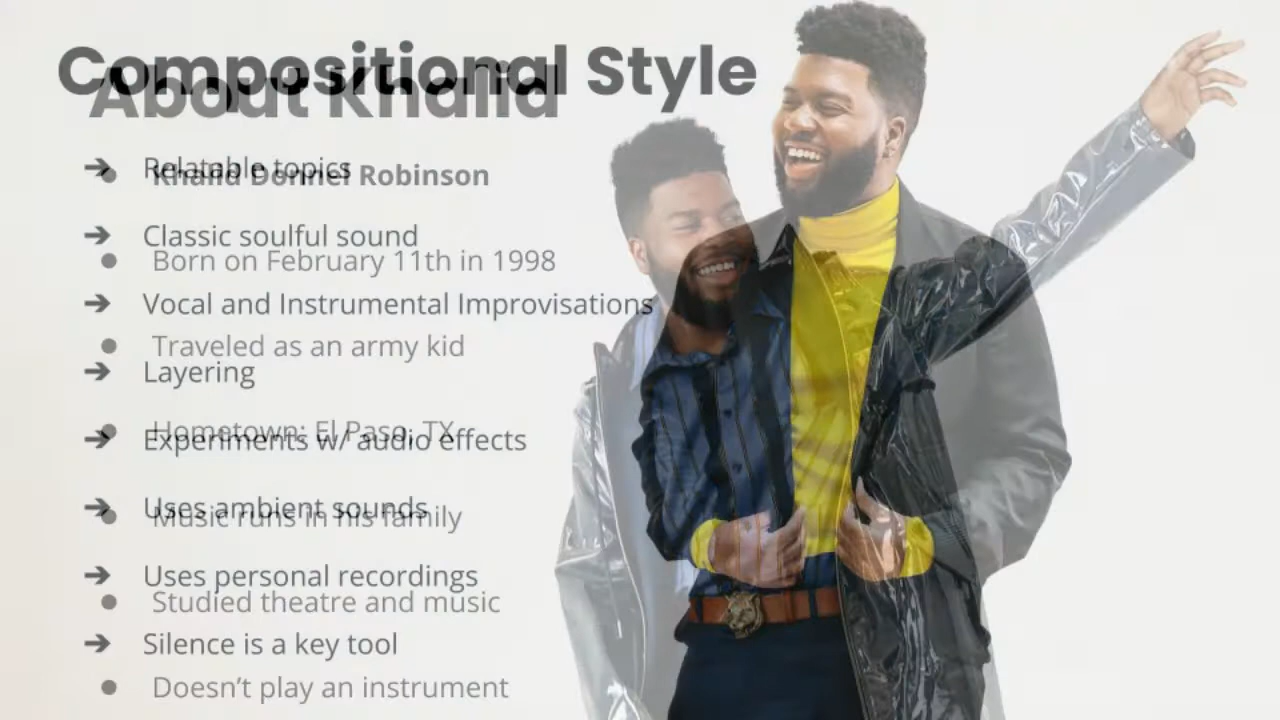 Compositional Style
About Khalid
➔ Relatable topics
● Khalid Donnel Robinson
➔ Classic soulful sound
● Born on February 11th in 1998
➔ Vocal and Instrumental Improvisations
● Traveled as an army kid
➔ Layering
● Hometown: El Paso, TX
➔ Experiments w/ audio effects
➔ Uses ambient sounds
● Music runs in his family
➔ Uses personal recordings
● Studied theatre and music
➔ Silence is a key tool
● Doesn’t play an instrument